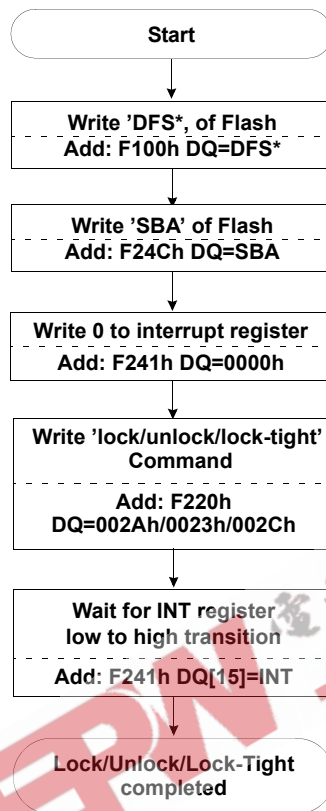 Start
Write ’DFS*, of Flash
Add: F100h DQ=DFS*
Write ’SBA’ of Flash
Add: F24Ch DQ=SBA
Write 0 to interrupt register
Add: F241h DQ=0000h
Write ’lock/unlock/lock-tight’
Command
Add: F220h
DQ=002Ah/0023h/002Ch
Wait for INT register
low to high transition
Add: F241h DQ[15]=INT
Lock/Unlock/Lock-Tight
completed